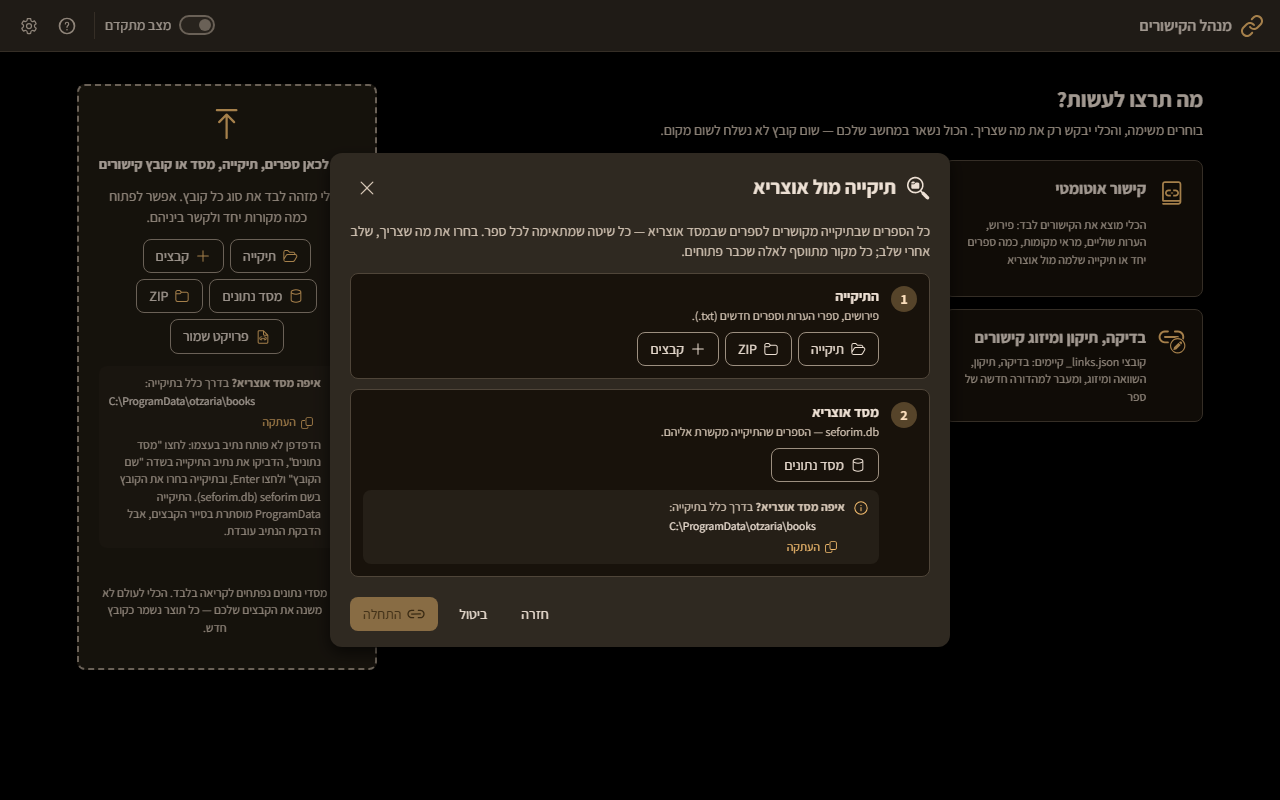 מנהל הקישורים
מצב מתקדם
מה תרצו לעשות?
בוחרים משימה, והכלי יבקש רק את מה שצריך. הכול נשאר במחשב שלכם — שום קובץ לא נשלח לשום מקום.
קישור אוטומטי
הכלי מוצא את הקישורים לבד: פירוש,
הערות שוליים, מראי מקומות, כמה ספרים
יחד או תיקייה שלמה מול אוצריא
בדיקה, תיקון ומיזוג קישורים
קובצי links.json_ קיימים: בדיקה, תיקון,
השוואה ומיזוג, ומעבר למהדורה חדשה של
ספר
תיקייה מול אוצריא
כל הספרים שבתיקייה מקושרים לספרים שבמסד אוצריא — כל שיטה שמתאימה לכל ספר. בחרו את מה שצריך, שלב
אחרי שלב; כל מקור מתווסף לאלה שכבר פתוחים.
1
התיקייה
פירושים, ספרי הערות וספרים חדשים (txt.).
תיקייה
ZIP
קבצים
2
מסד אוצריא
seforim.db — הספרים שהתיקייה מקשרת אליהם.
מסד נתונים
איפה מסד אוצריא? בדרך כלל בתיקייה:
C:\ProgramData\otzaria\books
העתקה
חזרה
ביטול
התחלה
לכאן ספרים, תיקייה, מסד או קובץ קישורים
לי מזהה לבד את סוג כל קובץ. אפשר לפתוח
כמה מקורות יחד ולקשר ביניהם.
תיקייה
קבצים
מסד נתונים
ZIP
פרויקט שמור
איפה מסד אוצריא? בדרך כלל בתיקייה:
C:\ProgramData\otzaria\books
העתקה
הדפדפן לא פותח נתיב בעצמו: לחצו "מסד
נתונים", הדביקו את נתיב התיקייה בשדה "שם
הקובץ" ולחצו Enter, ובתיקייה בחרו את הקובץ
בשם seforim (seforim.db). התיקייה
ProgramData מוסתרת בסייר הקבצים, אבל
הדבקת הנתיב עובדת.
מסדי נתונים נפתחים לקריאה בלבד. הכלי לעולם לא
משנה את הקבצים שלכם — כל תוצר נשמר כקובץ
חדש.